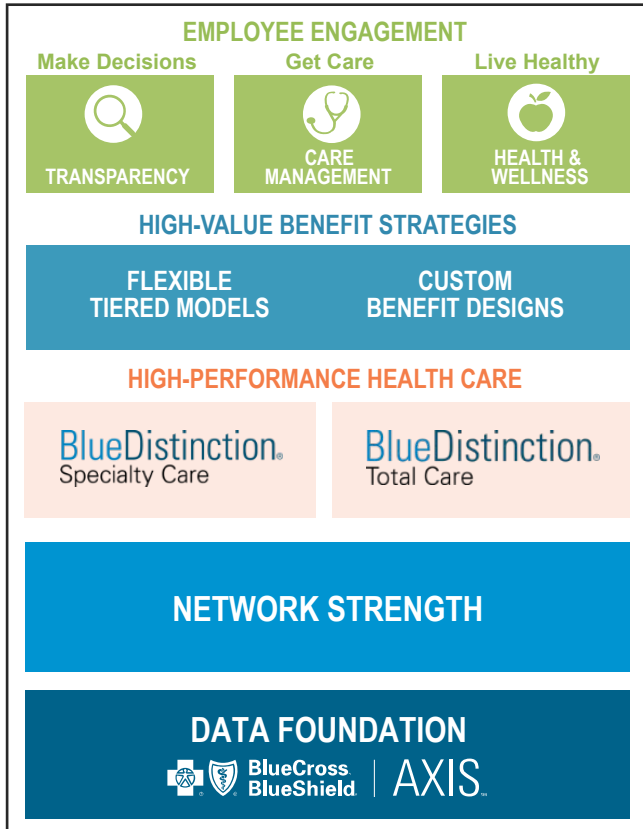 EMPLOYEE ENGAGEMENT
Make Decisions
Get Care
Live Healthy
TRANSPARENCY
CARE
MANAGEMENT
HEALTH &
WELLNESS
HIGH-VALUE BENEFIT STRATEGIES
FLEXIBLE
TIERED MODELS
CUSTOM
BENEFIT DESIGNS
HIGH-PERFORMANCE HEALTH CARE
BlueDistinction®
Specialty Care
BlueDistinction®
Total Care
NETWORK STRENGTH
DATA FOUNDATION
BlueCross
BlueShield
AXIS